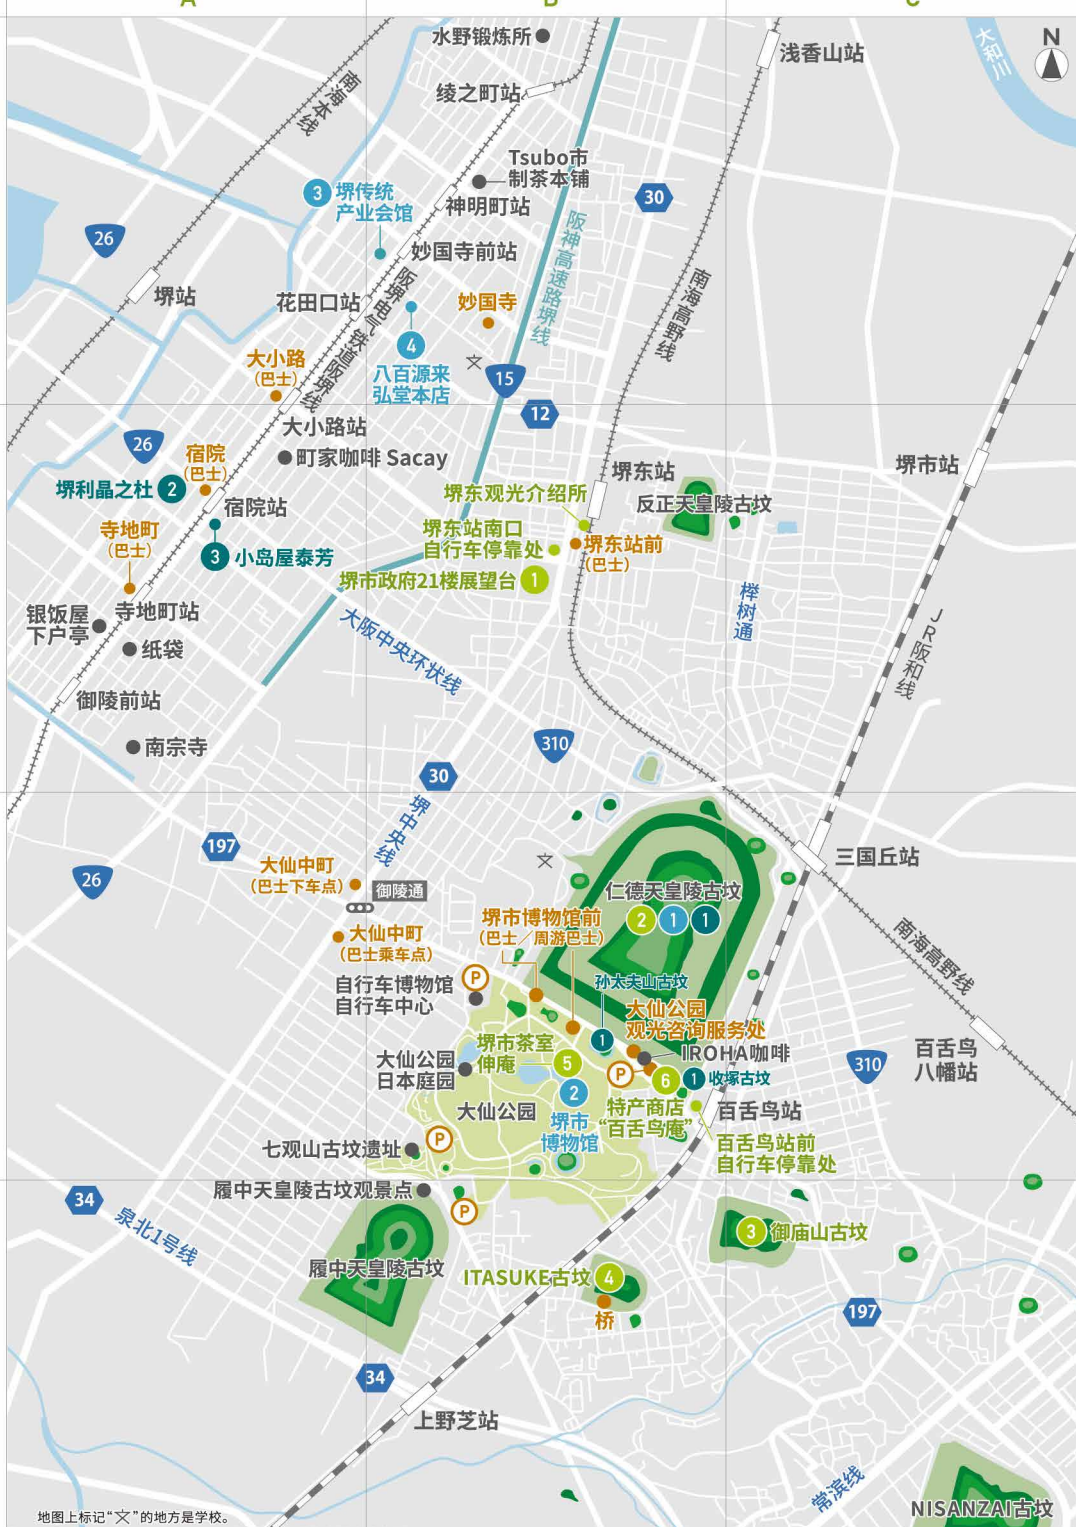 A
B
C
水野锻炼所
浅香山站
大和川
N
绫之町站
南海本线
Tsubo市
制茶本铺
3
堺传统
产业会馆
神明町站
30
阪神高速路堺线
26
妙国寺前站
南海高野线
堺站
花田口站
阪堺电气铁道阪堺线
妙国寺
4
八百源来
弘堂本店
文
15
大小路
(巴士)
12
大小路站
26
宿院
(巴士)
町家咖啡 Sacay
堺市站
堺利晶之杜
2
堺东站
堺东观光介绍所
反正天皇陵古坟
宿院站
寺地町
(巴士)
堺东站南口
自行车停靠处
堺东站前
(巴士)
3
小岛屋泰芳
堺市政府21楼展望台
1
榉树通
银饭屋
下户亭
寺地町站
大阪中央环状线
JR阪和线
纸袋
御陵前站
南宗寺
310
30
堺中央线
197
三国丘站
文
26
大仙中町
(巴士下车点)
御陵通
仁德天皇陵古坟
2
1
1
大仙中町
(巴士乘车点)
堺市博物馆前
(巴士／周游巴士)
南海高野线
P
自行车博物馆
自行车中心
孙太夫山古坟
大仙公园
观光咨询服务处
1
堺市茶室
伸庵
5
IROHA咖啡
百舌鸟
八幡站
310
大仙公园
日本庭园
P
6
1
收塚古坟
2
大仙公园
特产商店
“百舌鸟庵”
百舌鸟站
堺市
博物馆
P
七观山古坟遗址
百舌鸟站前
自行车停靠处
履中天皇陵古坟观景点
34
泉北1号线
P
3
御庙山古坟
履中天皇陵古坟
ITASUKE古坟
4
桥
197
34
上野芝站
常滨线
NISANZAI古坟
地图上标记“文”的地方是学校。